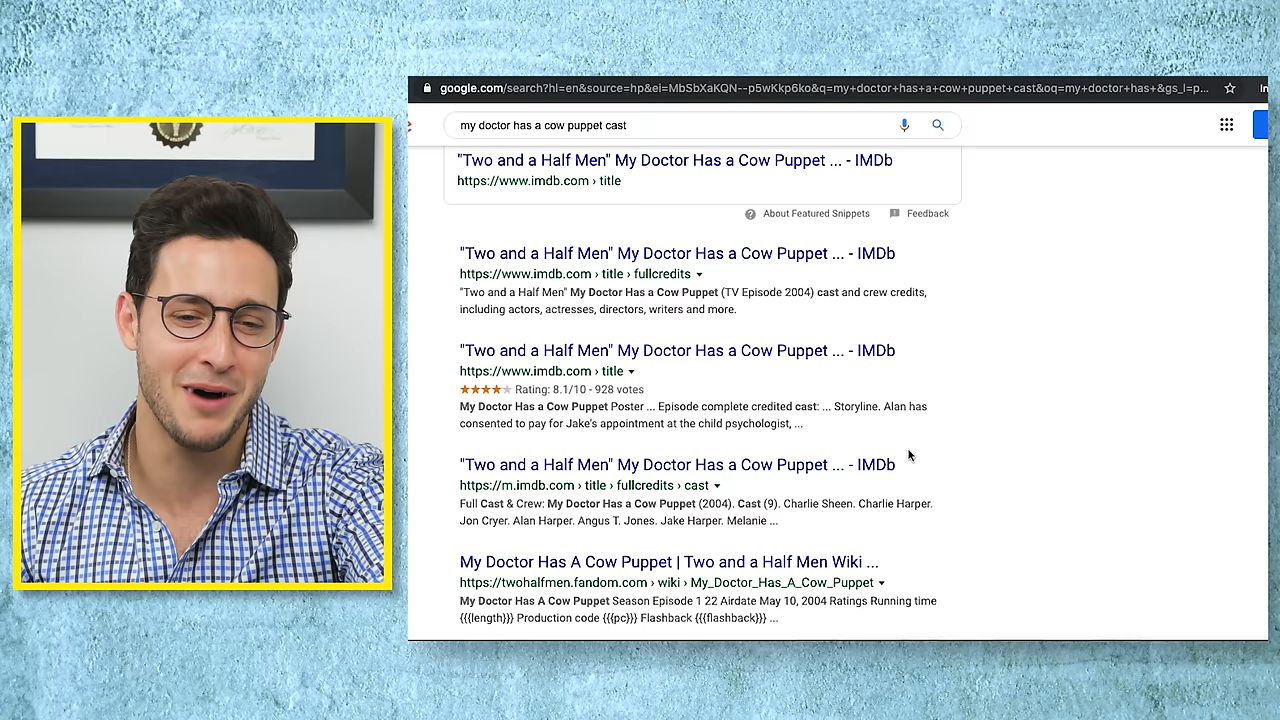 google.com/search?hl=en&source=hp&ei=MbSbXaKQN--p5wKkp6ko&q=my+doctor+has+a+cow+puppet+cast&oq=my+doctor+has+&gs_l=p...
my doctor has a cow puppet cast
"Two and a Half Men" My Doctor Has a Cow Puppet ... - IMDb
https://www.imdb.com › title
About Featured Snippets Feedback
"Two and a Half Men" My Doctor Has a Cow Puppet ... - IMDb
https://www.imdb.com › title › fullcredits
"Two and a Half Men" My Doctor Has a Cow Puppet (TV Episode 2004) cast and crew credits,
including actors, actresses, directors, writers and more.
"Two and a Half Men" My Doctor Has a Cow Puppet ... - IMDb
https://www.imdb.com › title
Rating: 8.1/10 - 928 votes
My Doctor Has a Cow Puppet Poster ... Episode complete credited cast: ... Storyline. Alan has
consented to pay for Jake's appointment at the child psychologist, ...
"Two and a Half Men" My Doctor Has a Cow Puppet ... - IMDb
https://m.imdb.com › title › fullcredits › cast
Full Cast & Crew: My Doctor Has a Cow Puppet (2004). Cast (9). Charlie Sheen. Charlie Harper.
Jon Cryer. Alan Harper. Angus T. Jones. Jake Harper. Melanie ...
My Doctor Has A Cow Puppet | Two and a Half Men Wiki ...
https://twohalfmen.fandom.com › wiki › My_Doctor_Has_A_Cow_Puppet
My Doctor Has A Cow Puppet Season Episode 1 22 Airdate May 10, 2004 Ratings Running time
{{{length}}} Production code {{{pc}}} Flashback {{{flashback}}} ...